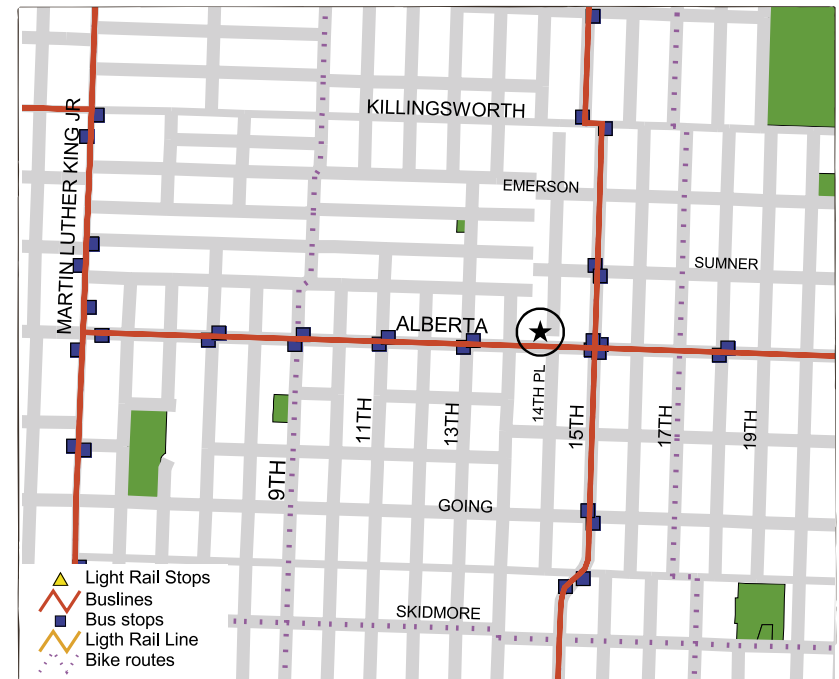 KILLINGSWORTH
MARTIN LUTHER KING JR
EMERSON
SUMNER
ALBERTA
14TH PL
11TH
13TH
15TH
17TH
19TH
9TH
GOING
SKIDMORE
Light Rail Stops
Buslines
Bus stops
Ligth Rail Line
Bike routes